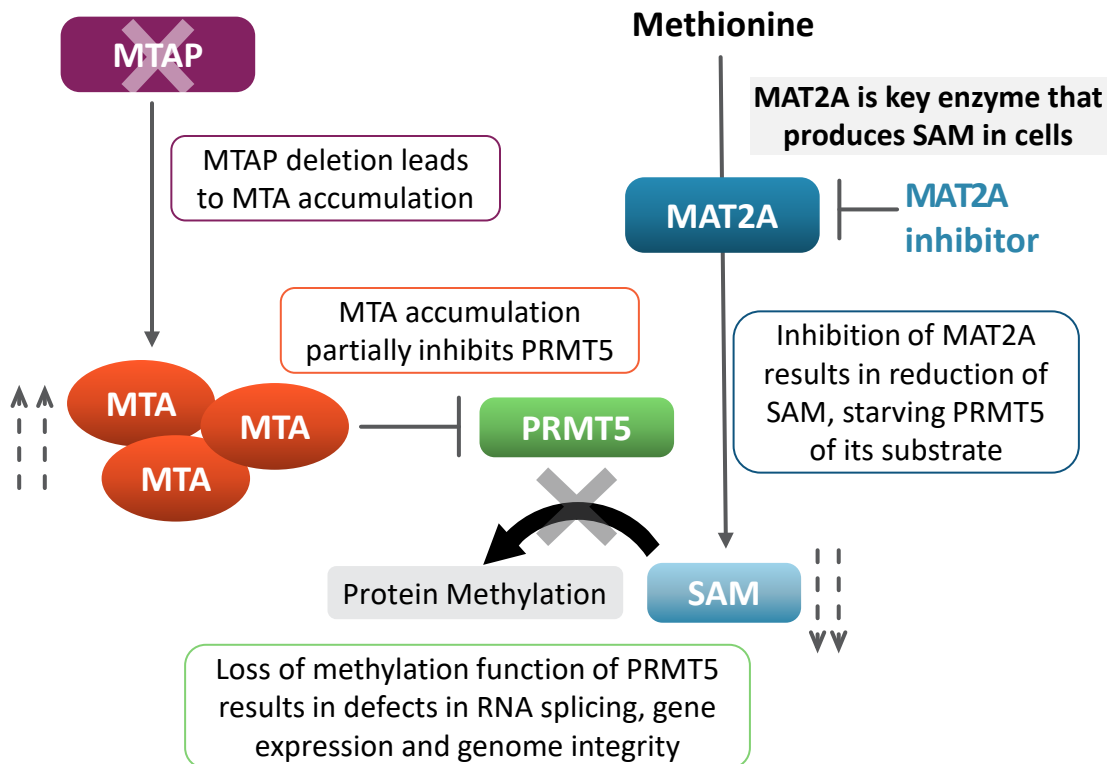 MTAP
Methionine
MAT2A is key enzyme that
produces SAM in cells
MTAP deletion leads
to MTA accumulation
MAT2A
MAT2A
inhibitor
MTA accumulation
partially inhibits PRMT5
Inhibition of MAT2A
results in reduction of
SAM, starving PRMT5
of its substrate
MTA
MTA
MTA
PRMT5
Protein Methylation
SAM
Loss of methylation function of PRMT5
results in defects in RNA splicing, gene
expression and genome integrity